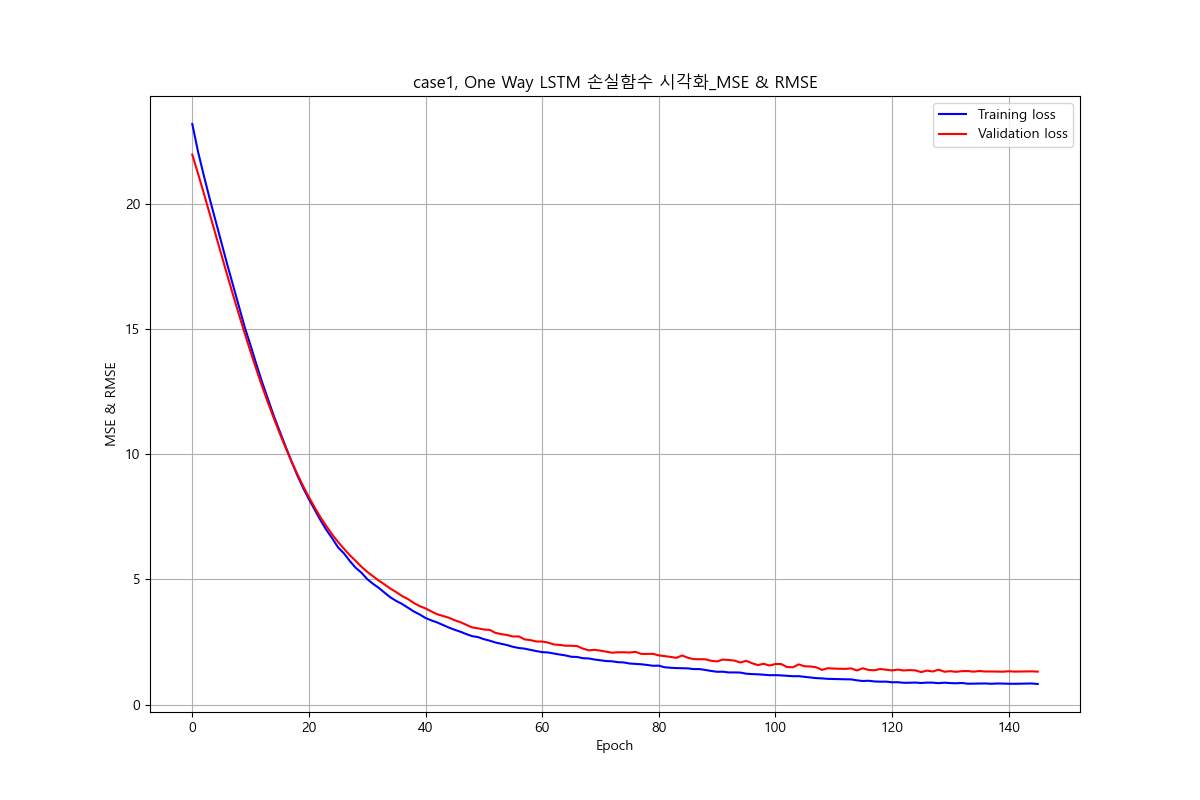 case1, One Way LSTM 손실함수 시각화_MSE & RMSE
Training loss
Validation loss
MSE & RMSE
20
15
10
5
0
0 20 40 60 80 100 120 140
Epoch